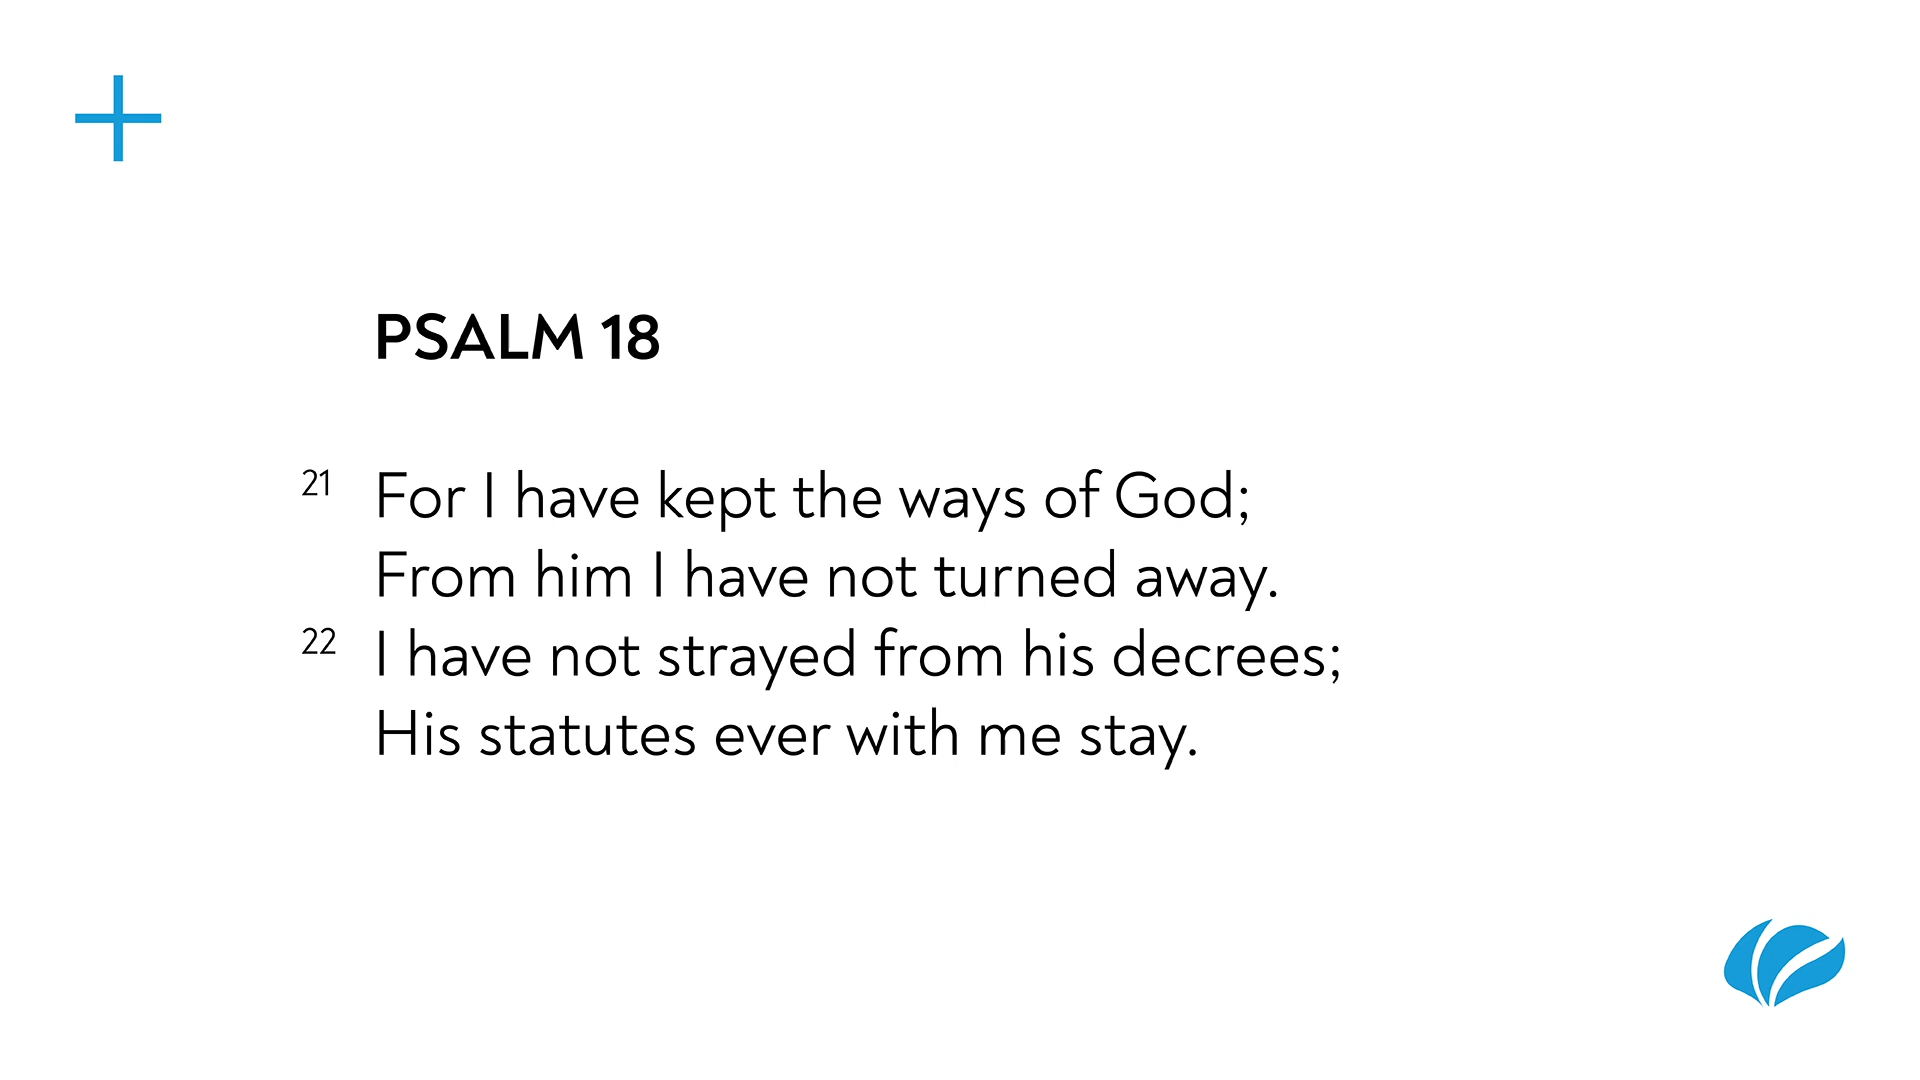 PSALM 18
21 For I have kept the ways of God;
From him I have not turned away.
22 I have not strayed from his decrees;
His statutes ever with me stay.